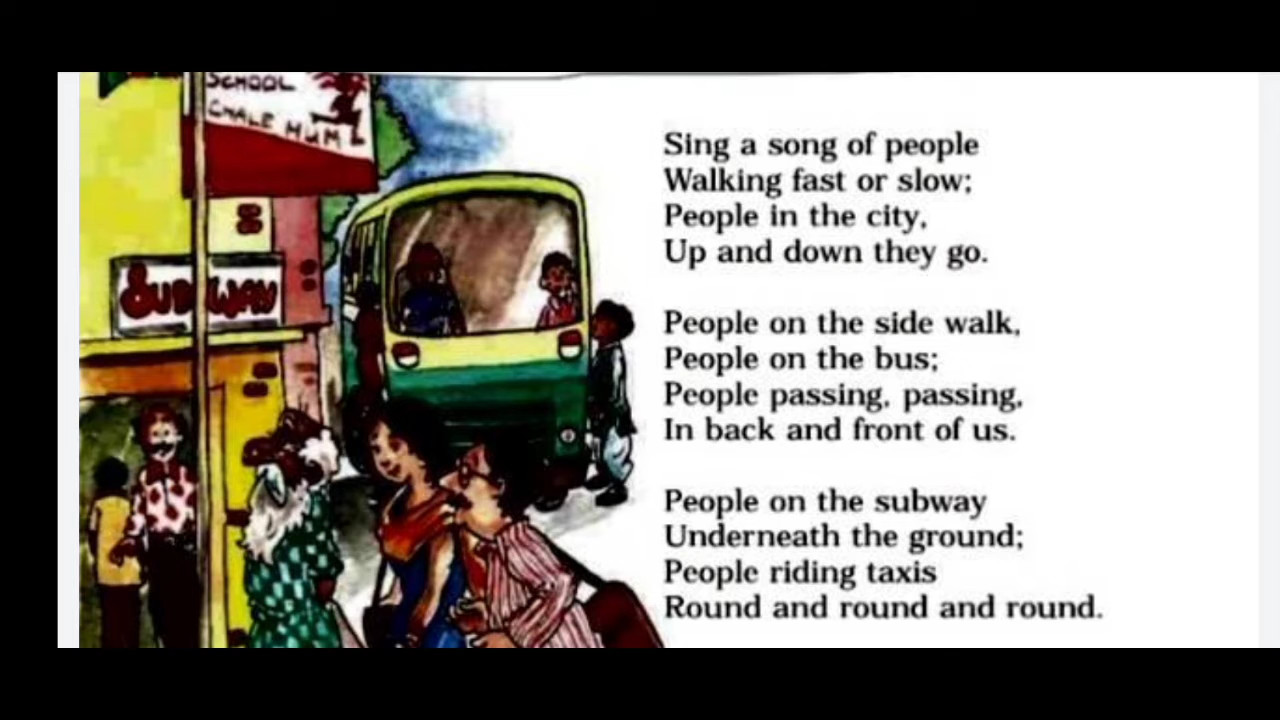 SCHOOL
CHALE HUM
SUBWAY
Sing a song of people
Walking fast or slow;
People in the city,
Up and down they go.
People on the side walk,
People on the bus;
People passing, passing,
In back and front of us.
People on the subway
Underneath the ground;
People riding taxis
Round and round and round.